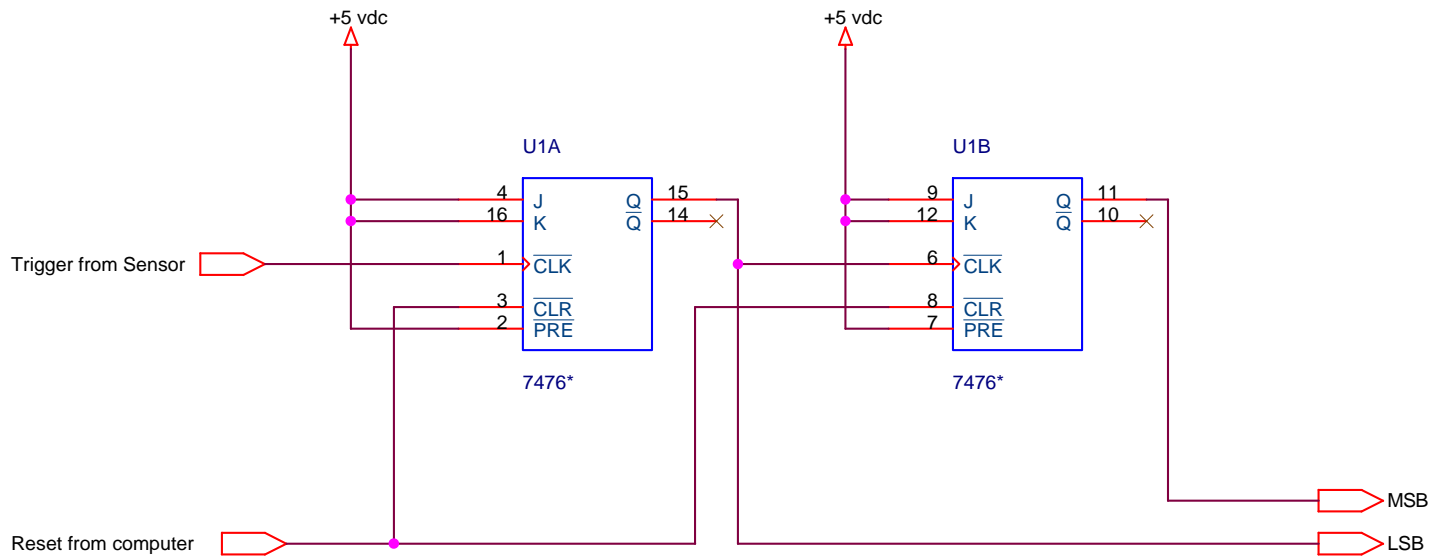 +5 vdc
+5 vdc
U1A
U1B
4 J Q 15
16 K Q 14
9 J Q 11
12 K Q 10
Trigger from Sensor
1 CLK
6 CLK
3 CLR
2 PRE
8 CLR
7 PRE
7476*
7476*
MSB
Reset from computer
LSB